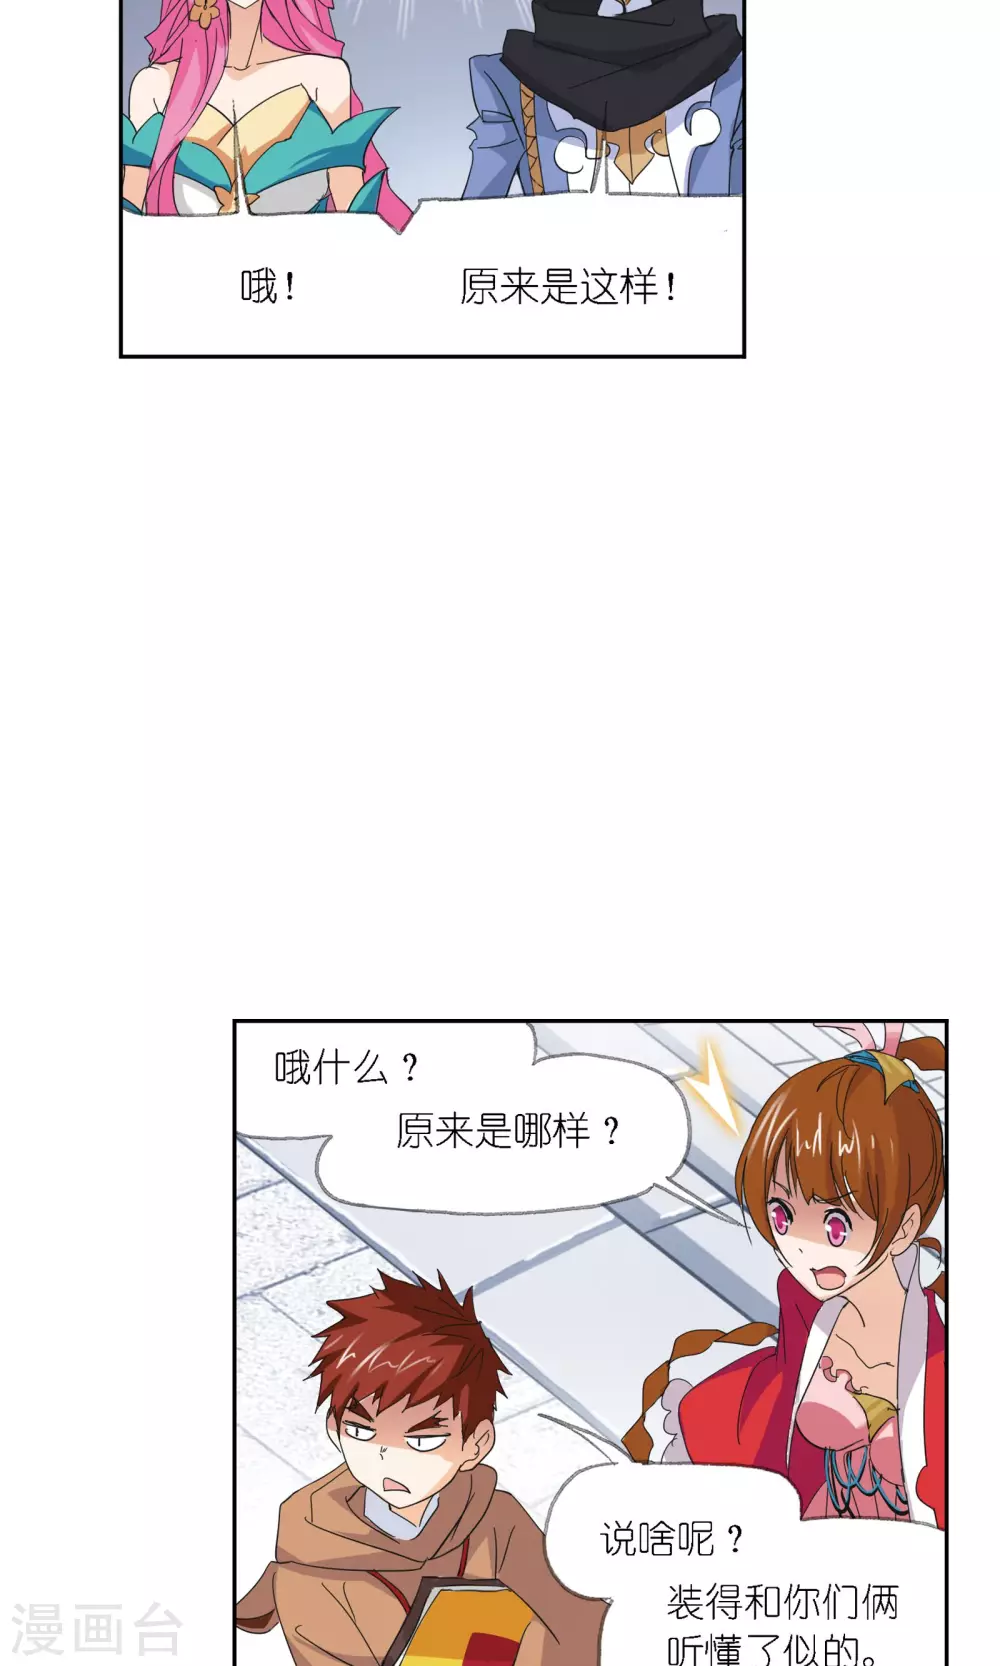 哦！
原来是这样！
哦什么？
原来是哪样？
说啥呢？
装得和你们俩
听懂了似的。
漫画台